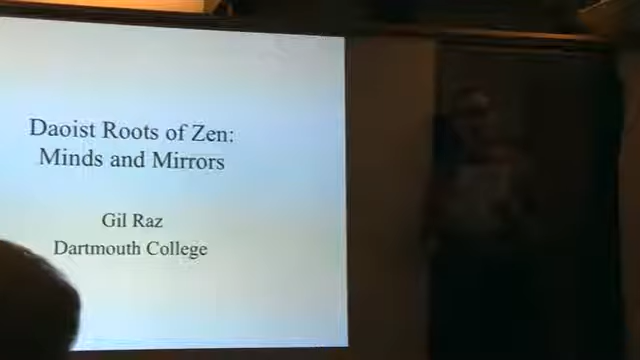 Daoist Roots of Zen:
Minds and Mirrors
Gil Raz
Dartmouth College